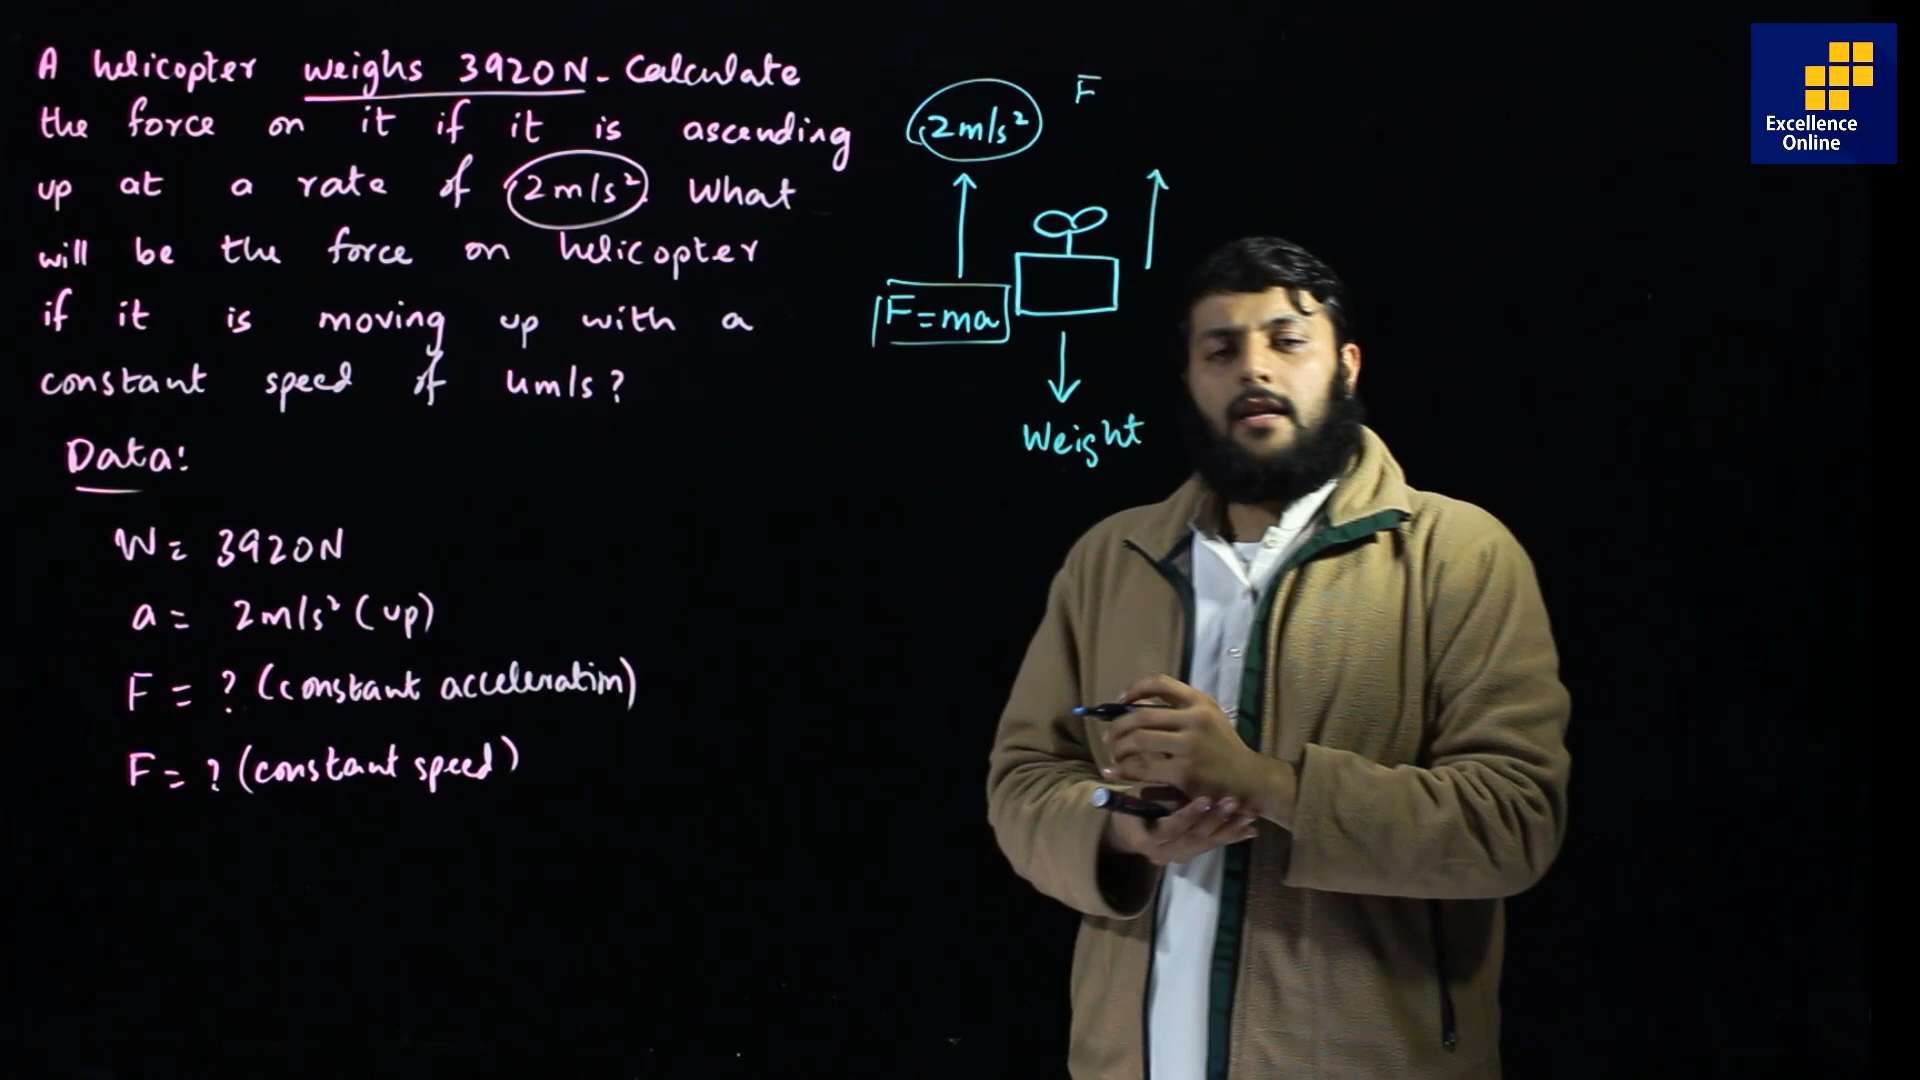 A helicopter weighs 3920N. Calculate
the force on it if it is ascending
up at a rate of 2m/s². What
will be the force on helicopter
if it is moving up with a
constant speed of 4m/s?
Data:
W = 3920N
a = 2m/s² (up)
F = ? (constant acceleration)
F = ? (constant speed)
2m/s²
F
F = ma
Weight
Excellence
Online